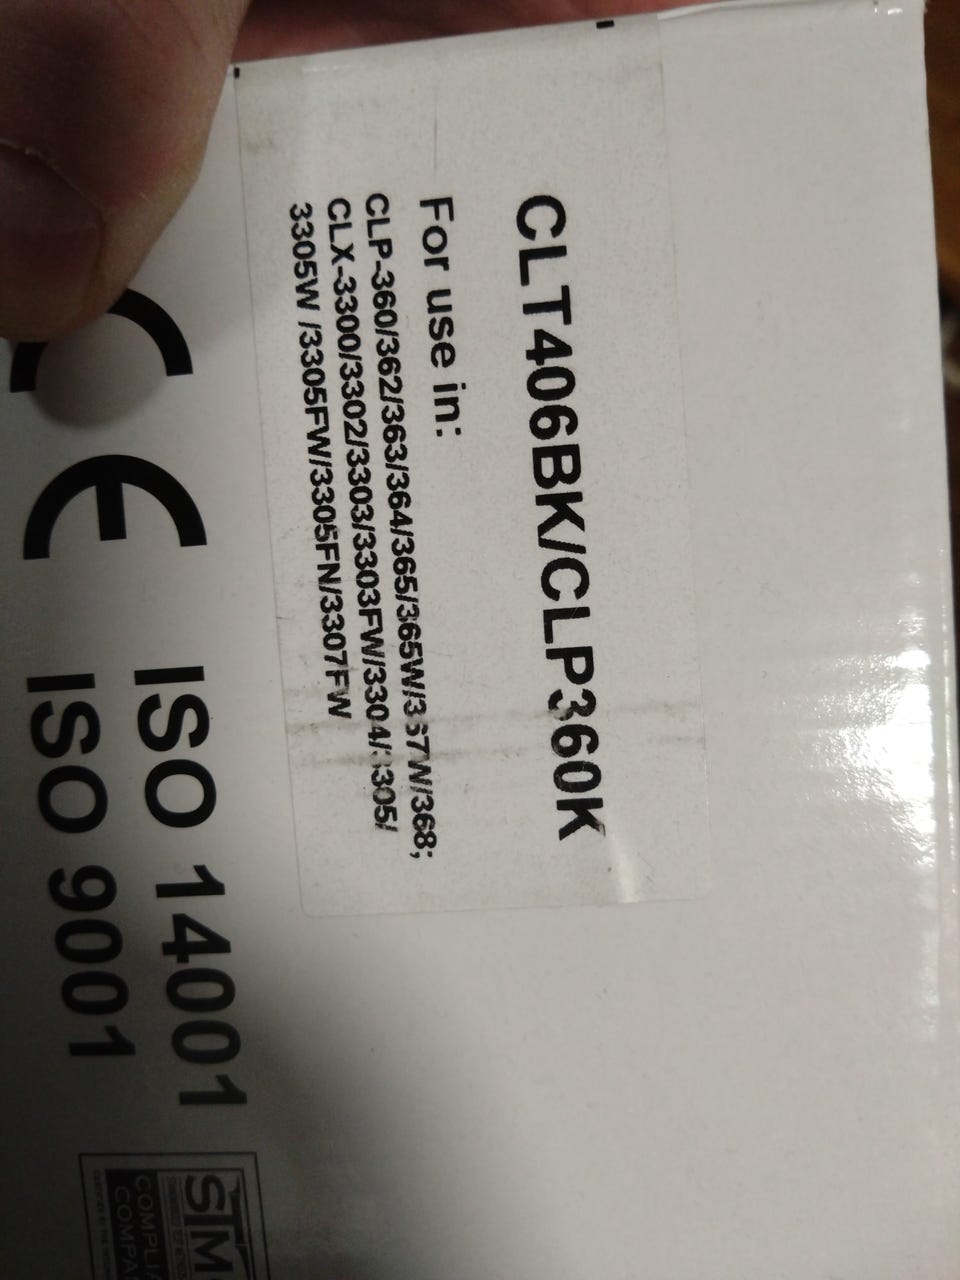 CLT406BK/CLP360K
For use in:
CLP-360/362/363/364/365/365W/367W/368;
CLX-3300/3302/3303/3303FW/3304/3305/
3305W /3305FW/3305FN/3307FW
CE ISO 14001
ISO 9001